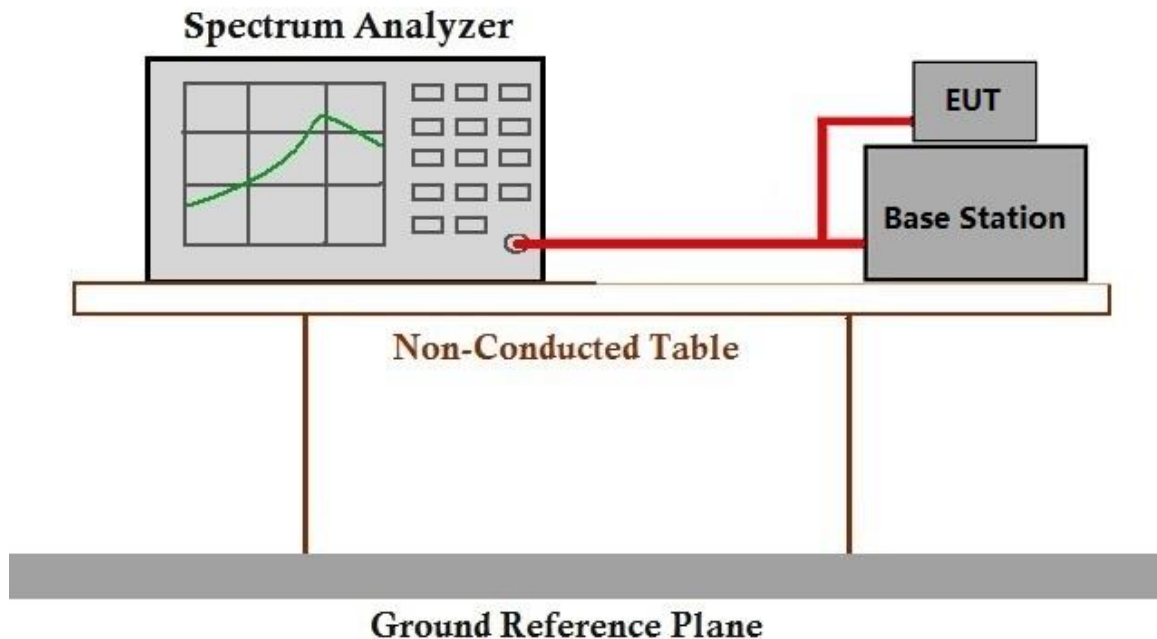 Spectrum Analyzer
EUT
Base Station
Non-Conducted Table
Ground Reference Plane